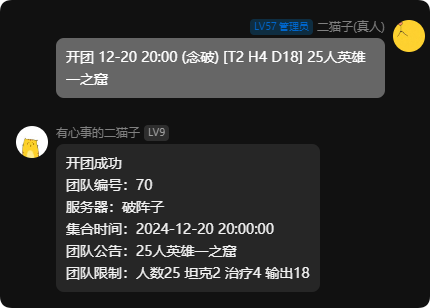 LV57 管理员 二猫子(真人)
开团 12-20 20:00 (念破) [T2 H4 D18] 25人英雄
一之窟
有心事的二猫子 LV9
开团成功
团队编号：70
服务器：破阵子
集合时间：2024-12-20 20:00:00
团队公告：25人英雄一之窟
团队限制：人数25 坦克2 治疗4 输出18